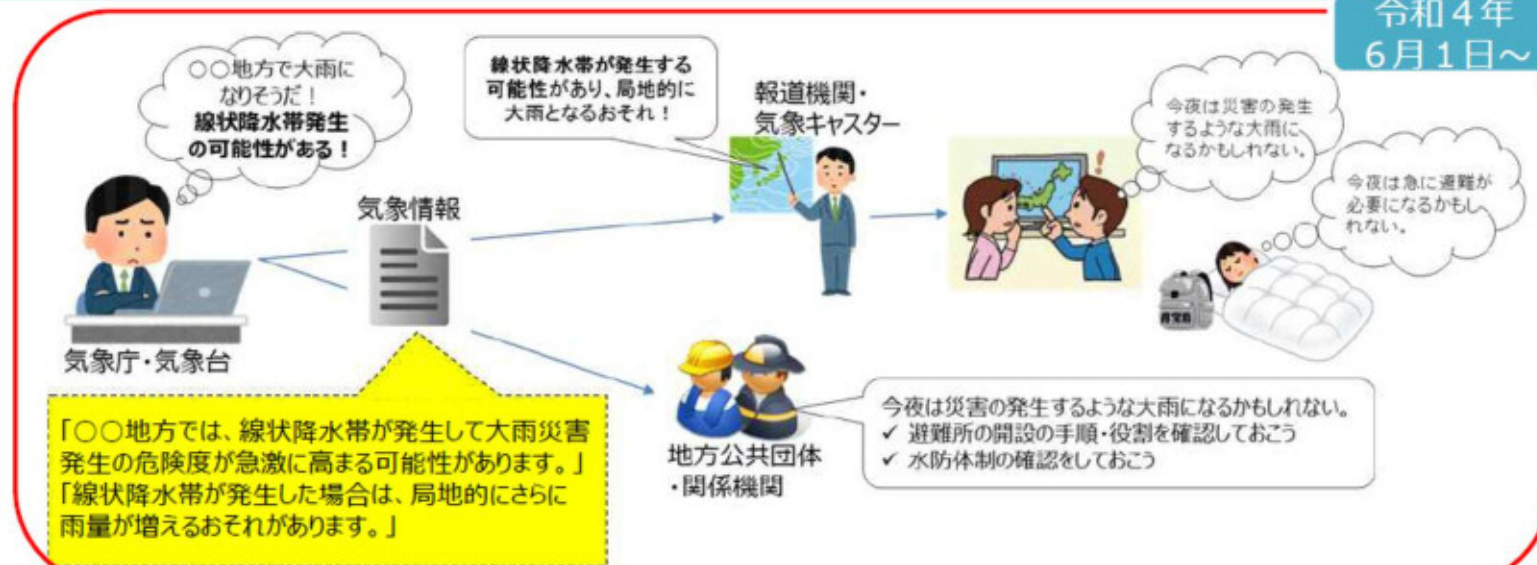 令和４年
６月１日～
○○地方で大雨に
なりそうだ！
線状降水帯発生
の可能性がある！
気象庁・気象台
気象情報
「○○地方では、線状降水帯が発生して大雨災害
発生の危険度が急激に高まる可能性があります。」
「線状降水帯が発生した場合は、局地的にさらに
雨量が増えるおそれがあります。」
線状降水帯が発生する
可能性があり、局地的に
大雨となるおそれ！
報道機関・
気象キャスター
今夜は災害の発生
するような大雨に
なるかもしれない。
今夜は急に避難が
必要になるかもし
れない。
非常用
地方公共団体
・関係機関
今夜は災害の発生するような大雨になるかもしれない。
✓ 避難所の開設の手順・役割を確認しておこう
✓ 水防体制の確認をしておこう